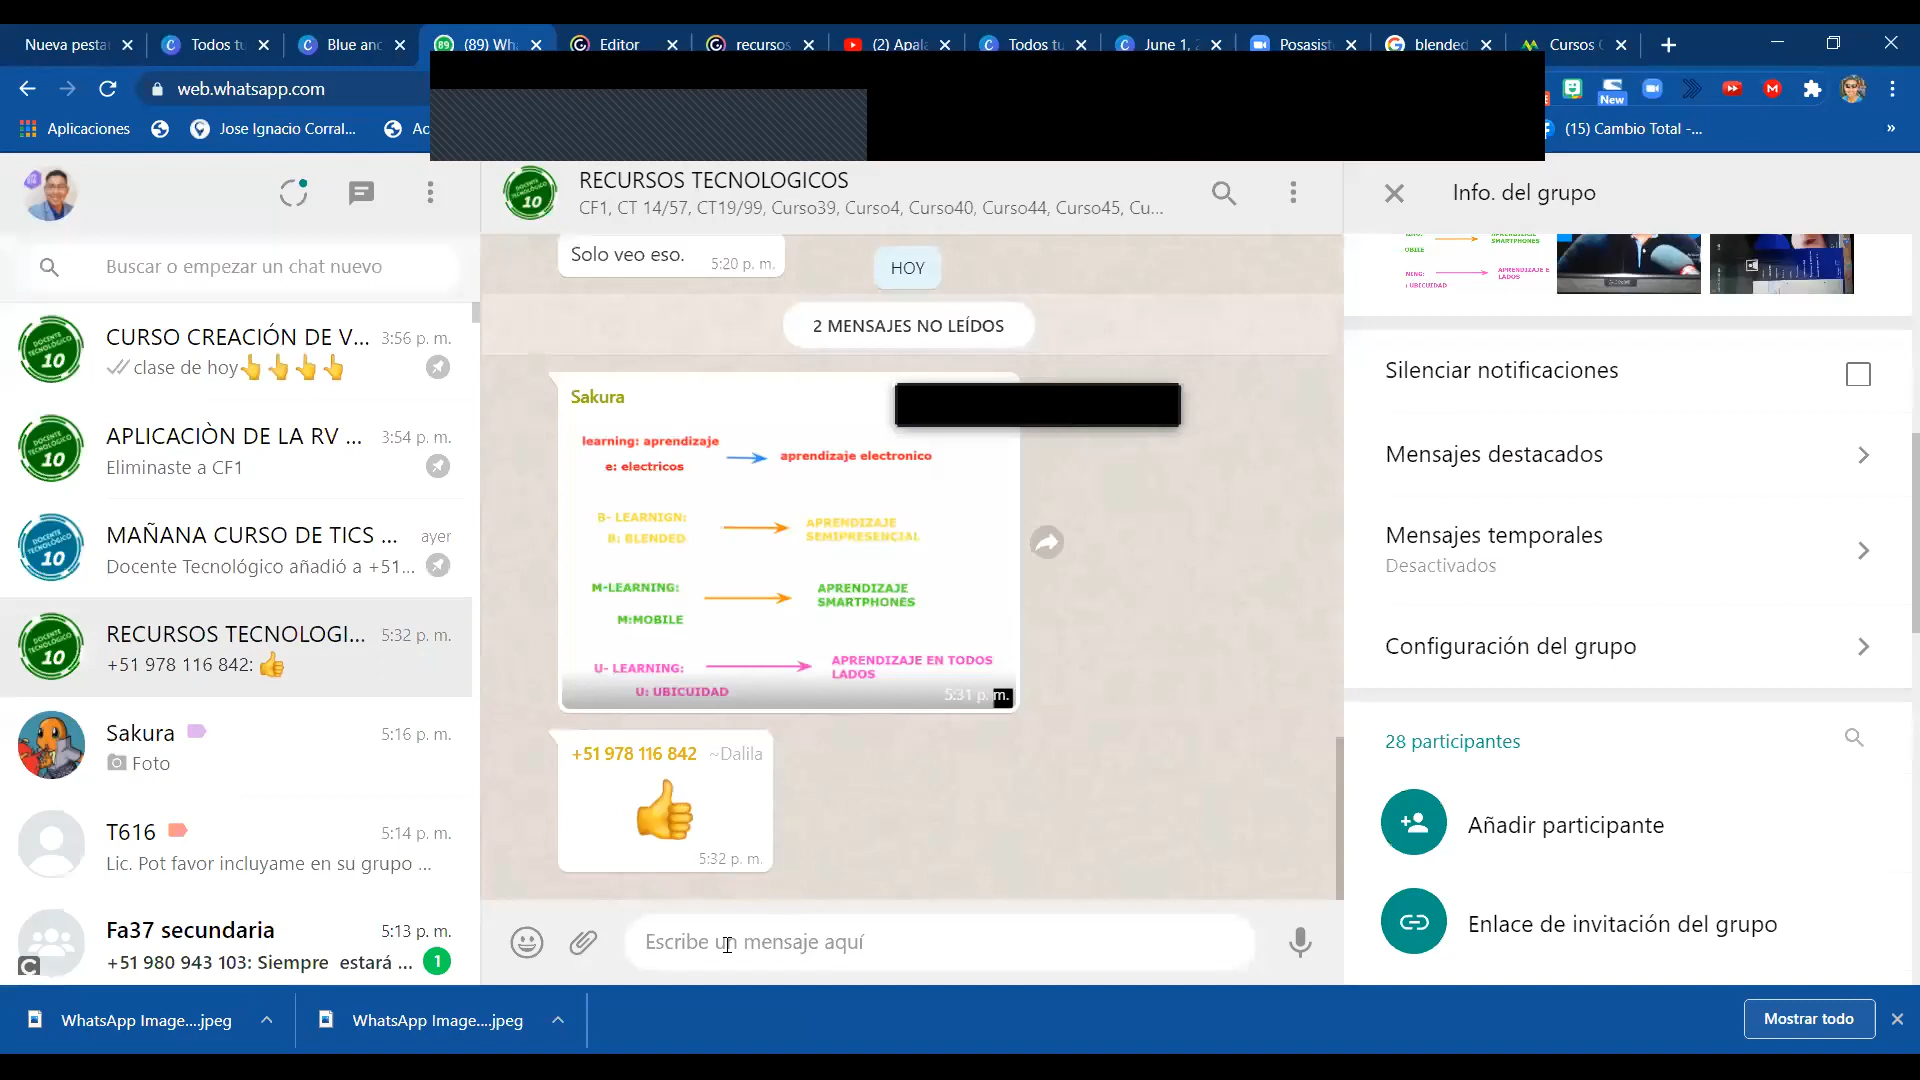 Nueva pesta
Todos tu
Blue and
(89) Wh
Editor
recursos
(2) Apala
Todos tu
June 1, 2
Posasist
blended
Cursos
web.whatsapp.com
New
Aplicaciones
Jose Ignacio Corral...
Ac
(15) Cambio Total -...
»
RECURSOS TECNOLOGICOS
CF1, CT 14/57, CT19/99, Curso39, Curso4, Curso40, Curso44, Curso45, Cu...
Info. del grupo
Buscar o empezar un chat nuevo
CURSO CREACIÓN DE V... 3:56 p. m.
clase de hoy👆👆👆👆
APLICACIÒN DE LA RV ... 3:54 p. m.
Eliminaste a CF1
MAÑANA CURSO DE TICS ... ayer
Docente Tecnológico añadió a +51...
RECURSOS TECNOLOGI... 5:32 p. m.
+51 978 116 842: 👍
Sakura 5:16 p. m.
Foto
T616 5:14 p. m.
Lic. Pot favor incluyame en su grupo ...
Fa37 secundaria 5:13 p. m.
+51 980 943 103: Siempre estará ... 1
Solo veo eso. 5:20 p. m.
HOY
2 MENSAJES NO LEÍDOS
Sakura
learning: aprendizaje
e: electricos
aprendizaje electronico
B- LEARNIGN:
B: BLENDED
APRENDIZAJE
SEMIPRESENCIAL
M-LEARNING:
M:MOBILE
APRENDIZAJE
SMARTPHONES
U- LEARNING:
U: UBICUIDAD
APRENDIZAJE EN TODOS
LADOS
5:31 p. m.
+51 978 116 842 ~Dalila
👍
5:32 p. m.
Escribe un mensaje aquí
Silenciar notificaciones
Mensajes destacados
Mensajes temporales
Desactivados
Configuración del grupo
28 participantes
Añadir participante
Enlace de invitación del grupo
WhatsApp Image....jpeg
WhatsApp Image....jpeg
Mostrar todo